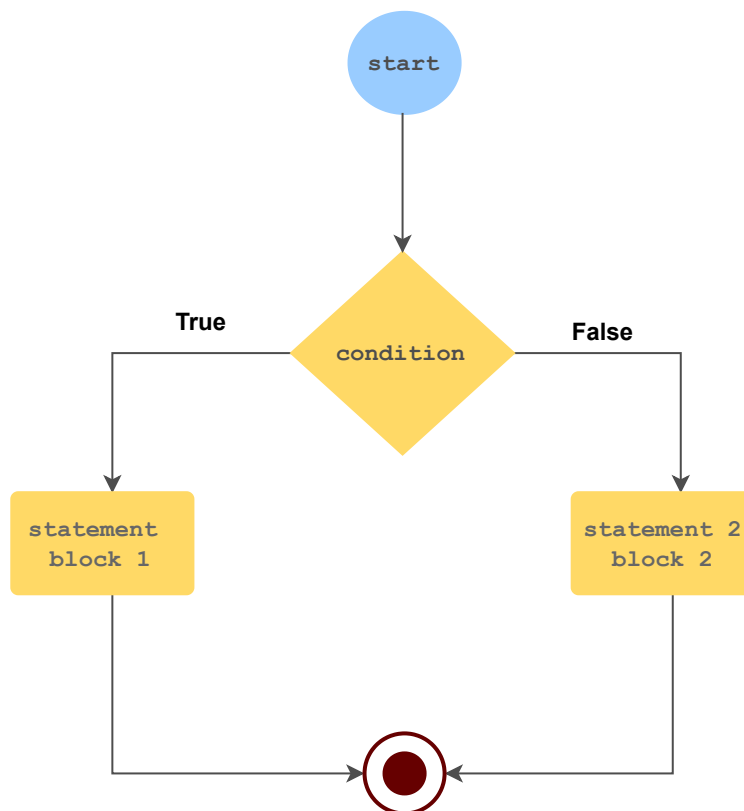 start
True
False
condition
statement
block 1
statement 2
block 2